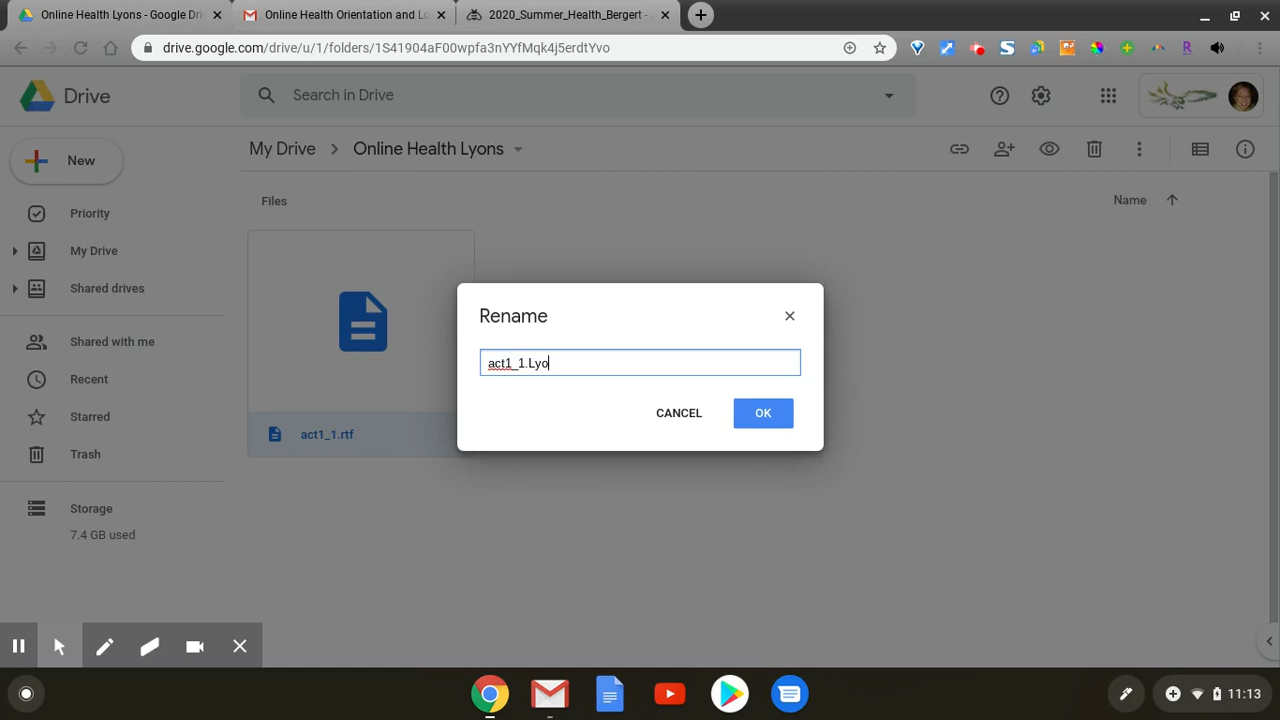 Online Health Lyons - Google Dri
Online Health Orientation and Lo
2020_Summer_Health_Bergert -
drive.google.com/drive/u/1/folders/1S41904aF00wpfa3nYYfMqk4j5erdtYvo
Drive
Search in Drive
New
My Drive > Online Health Lyons
Priority
My Drive
Shared drives
Shared with me
Recent
Starred
Trash
Storage
7.4 GB used
Files
Name
act1_1.rtf
Rename
act1_1.Lyo
CANCEL
OK
11:13